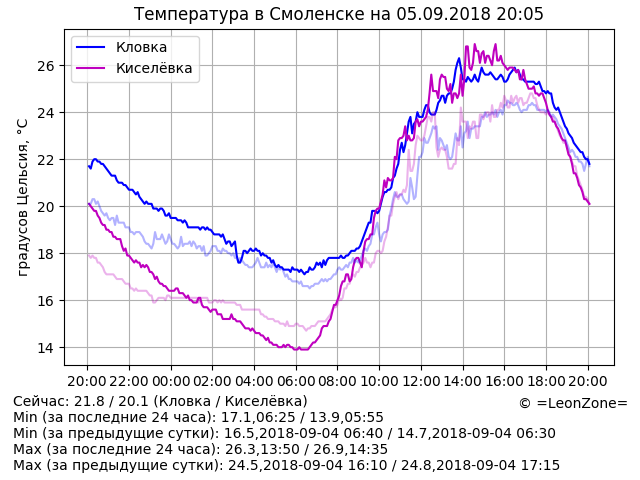 Температура в Смоленске на 05.09.2018 20:05
Кловка
Киселёвка
градусов Цельсия, °C
26
24
22
20
18
16
14
20:00 22:00 00:00 02:00 04:00 06:00 08:00 10:00 12:00 14:00 16:00 18:00 20:00
Сейчас: 21.8 / 20.1 (Кловка / Киселёвка)
© =LeonZone=
Min (за последние 24 часа): 17.1,06:25 / 13.9,05:55
Min (за предыдущие сутки): 16.5,2018-09-04 06:40 / 14.7,2018-09-04 06:30
Max (за последние 24 часа): 26.3,13:50 / 26.9,14:35
Max (за предыдущие сутки): 24.5,2018-09-04 16:10 / 24.8,2018-09-04 17:15